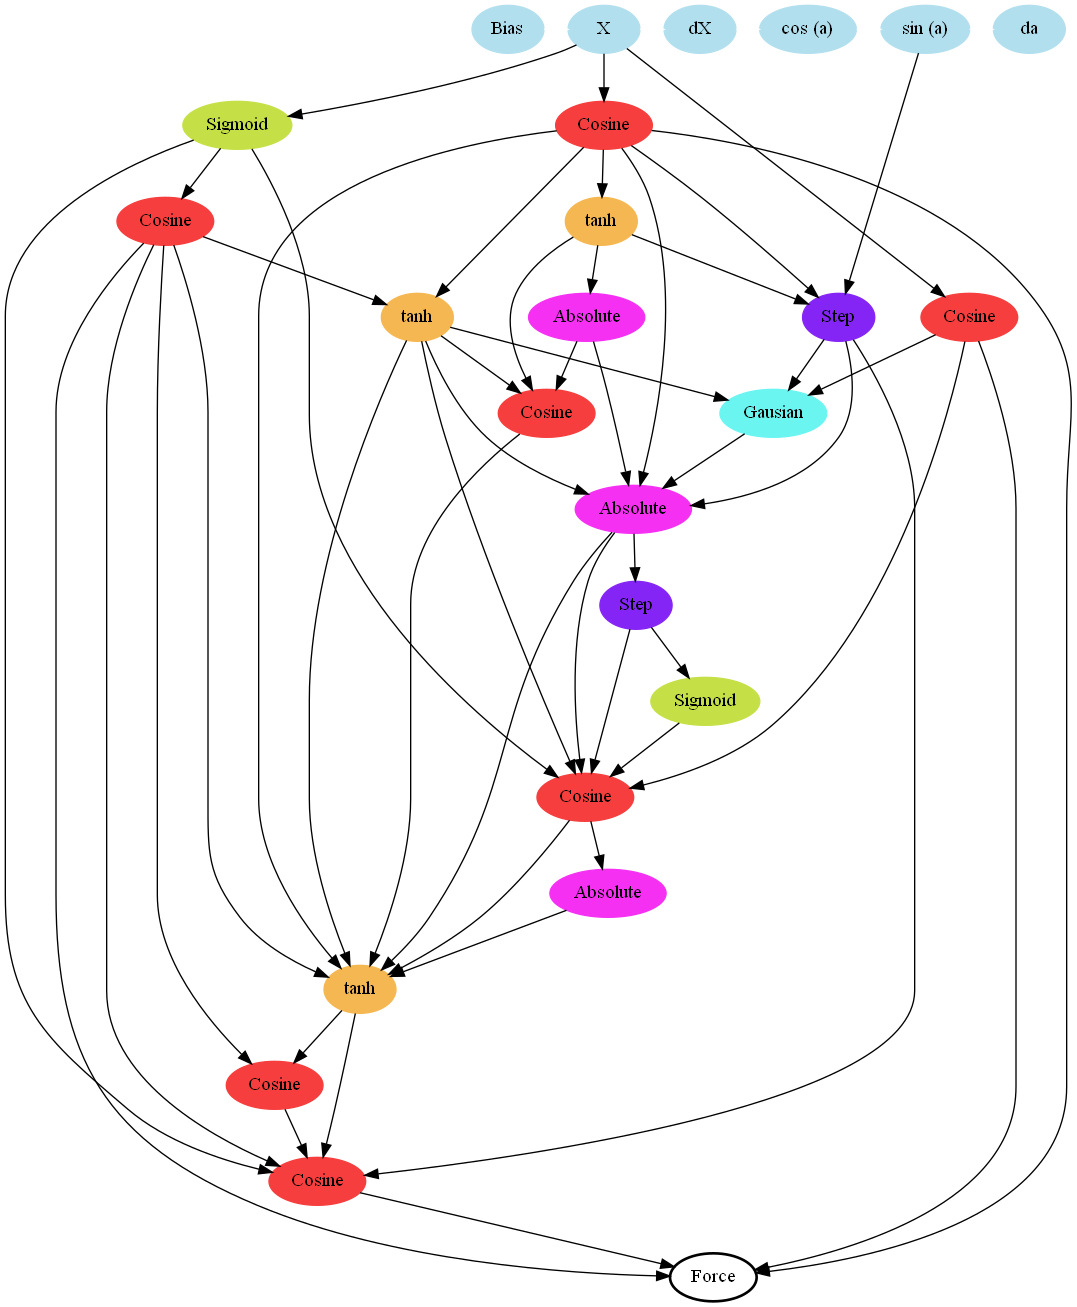 Bias X dX cos (a) sin (a) da
Sigmoid Cosine
Cosine tanh
tanh Absolute Step Cosine
Cosine Gausian
Absolute
Step
Sigmoid
Cosine
Absolute
tanh
Cosine
Cosine
Force